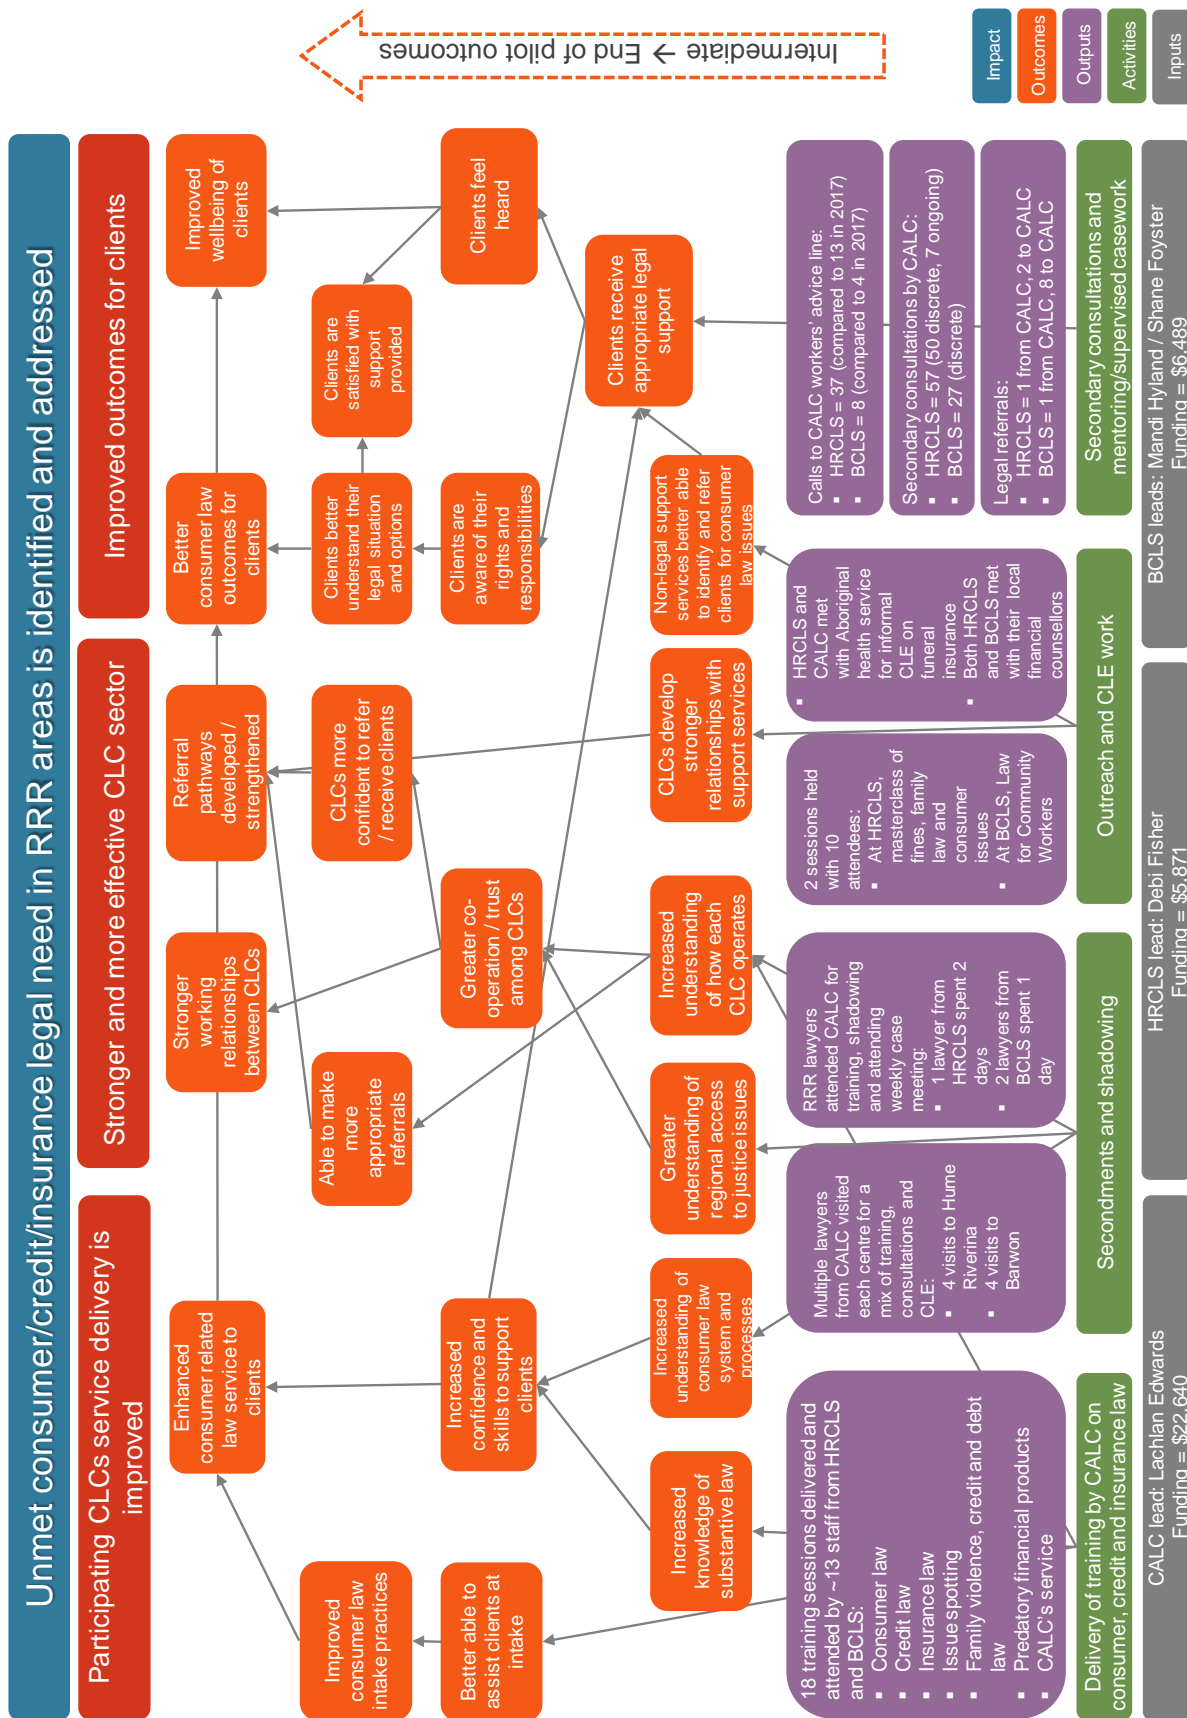 Unmet consumer/credit/insurance legal need in RRR areas is identified and addressed
Participating CLCs service delivery is
improved
Stronger and more effective CLC sector
Improved outcomes for clients
Enhanced
consumer related
law service to
clients
Stronger
working
relationships
between CLCs
Referral
pathways
developed /
strengthened
Better
consumer law
outcomes for
clients
Improved
wellbeing of
clients
Improved
consumer law
intake practices
Able to make
more
appropriate
referrals
CLCs more
confident to refer
/ receive clients
Clients better
understand their
legal situation
and options
Clients are
satisfied with
support
provided
Better able to
assist clients at
intake
Increased
confidence and
skills to support
clients
Greater co-
operation / trust
among CLCs
Clients are
aware of their
rights and
responsibilities
Clients feel
heard
Clients receive
appropriate legal
support
Increased
knowledge of
substantive law
Increased
understanding of
consumer law
system and
processes
Greater
understanding of
regional access
to justice issues
Increased
understanding
of how each
CLC operates
CLCs develop
stronger
relationships with
support services
Non-legal support
services better able
to identify and refer
clients for consumer
law issues
18 training sessions delivered and
attended by ~13 staff from HRCLS
and BCLS:
▪ Consumer law
▪ Credit law
▪ Insurance law
▪ Issue spotting
▪ Family violence, credit and debt
law
▪ Predatory financial products
▪ CALC's service
Multiple lawyers
from CALC visited
each centre for a
mix of training,
consultations and
CLE:
▪ 4 visits to Hume
Riverina
▪ 4 visits to
Barwon
RRR lawyers
attended CALC for
training, shadowing
and attending
weekly case
meeting:
▪ 1 lawyer from
HRCLS spent 2
days
▪ 2 lawyers from
BCLS spent 1
day
2 sessions held
with 10
attendees:
▪ At HRCLS,
masterclass of
fines, family
law and
consumer
issues
▪ At BCLS, Law
for Community
Workers
▪ HRCLS and
CALC met
with Aboriginal
health service
for informal
CLE on
funeral
insurance
▪ Both HRCLS
and BCLS met
with their local
financial
counsellors
Calls to CALC workers' advice line:
▪ HRCLS = 37 (compared to 13 in 2017)
▪ BCLS = 8 (compared to 4 in 2017)
Secondary consultations by CALC:
▪ HRCLS = 57 (50 discrete, 7 ongoing)
▪ BCLS = 27 (discrete)
Legal referrals:
▪ HRCLS = 1 from CALC, 2 to CALC
▪ BCLS = 1 from CALC, 8 to CALC
Delivery of training by CALC on
consumer, credit and insurance law
Secondments and shadowing
Outreach and CLE work
Secondary consultations and
mentoring/supervised casework
CALC lead: Lachlan Edwards
Funding = $22,640
HRCLS lead: Debi Fisher
Funding = $5,871
BCLS leads: Mandi Hyland / Shane Foyster
Funding = $6,489
Intermediate → End of pilot outcomes
Impact
Outcomes
Outputs
Activities
Inputs